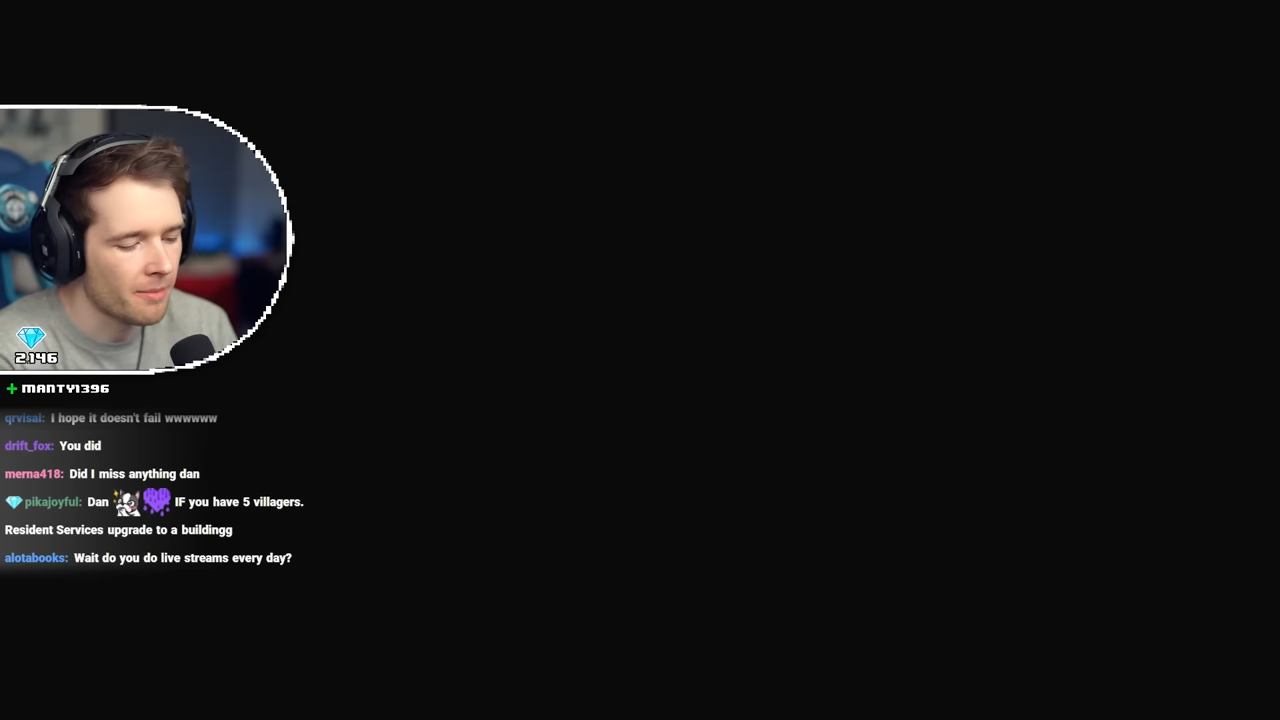 2146
+ MANTY1396
qrvisal: I hope it doesn't fail wwwwww
drift_fox: You did
merna418: Did I miss anything dan
pikajoyful: Dan IF you have 5 villagers.
Resident Services upgrade to a buildingg
alotabooks: Wait do you do live streams every day?